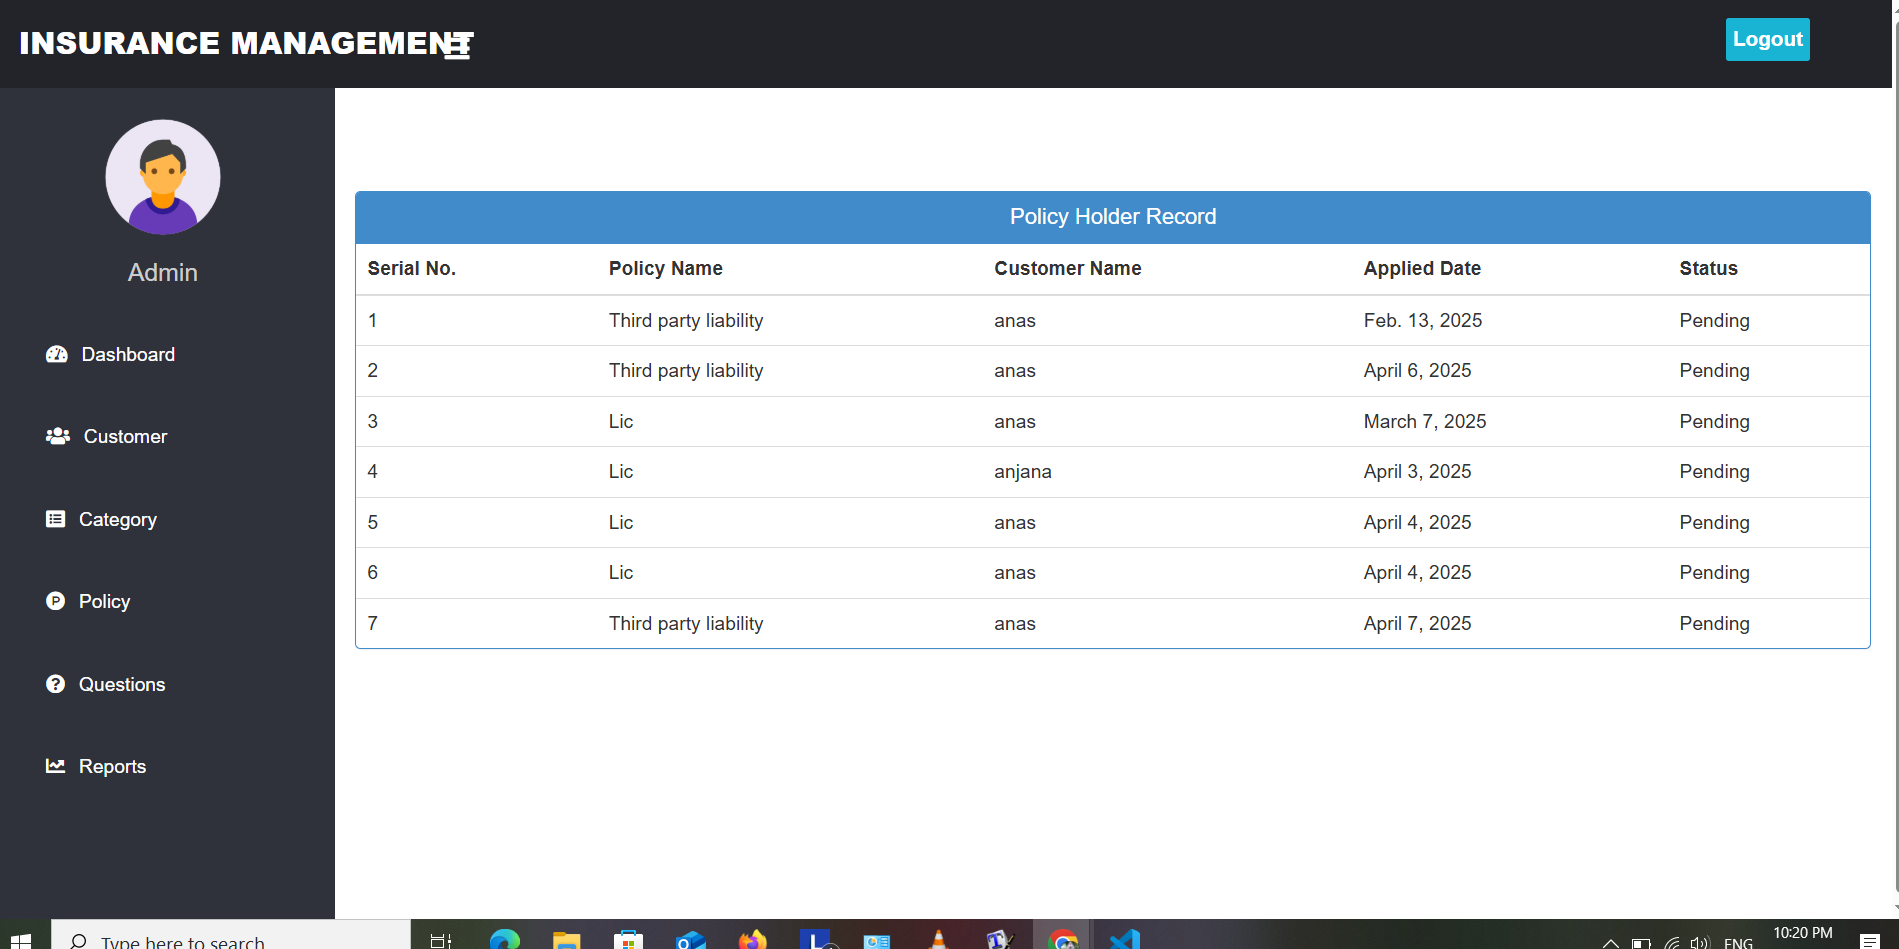 INSURANCE MANAGEMENT
Logout
Admin
Dashboard
Customer
Category
Policy
Questions
Reports
Policy Holder Record
Serial No. Policy Name Customer Name Applied Date Status
1 Third party liability anas Feb. 13, 2025 Pending
2 Third party liability anas April 6, 2025 Pending
3 Lic anas March 7, 2025 Pending
4 Lic anjana April 3, 2025 Pending
5 Lic anas April 4, 2025 Pending
6 Lic anas April 4, 2025 Pending
7 Third party liability anas April 7, 2025 Pending
Type here to search
ENG
10:20 PM